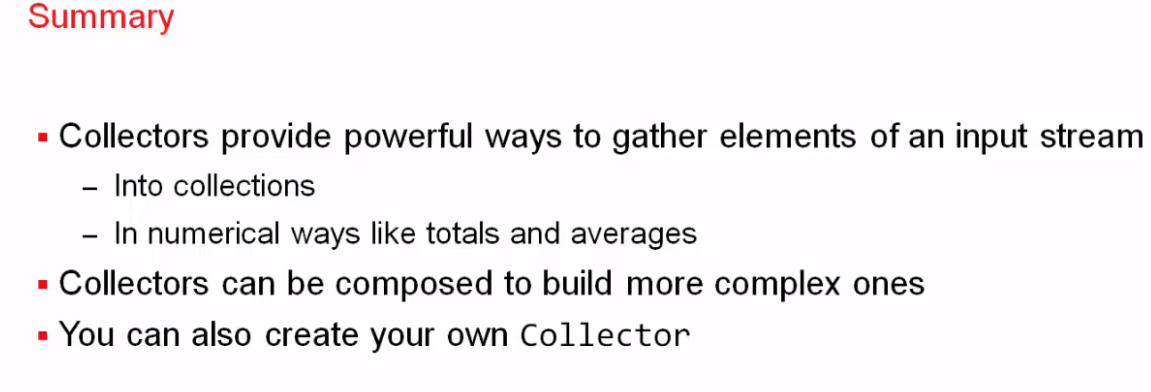 Summary
▪ Collectors provide powerful ways to gather elements of an input stream
– Into collections
– In numerical ways like totals and averages
▪ Collectors can be composed to build more complex ones
▪ You can also create your own Collector